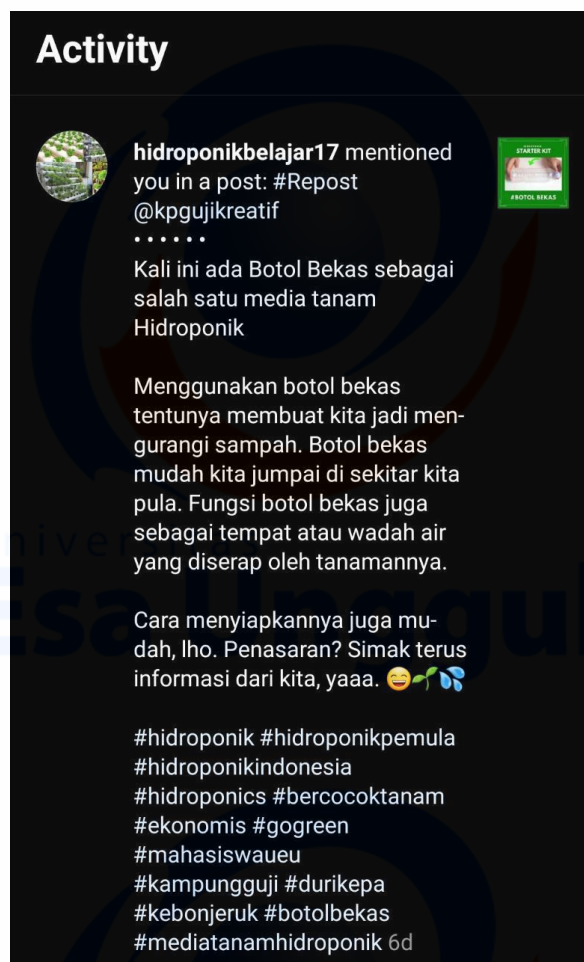 Activity
hidroponikbelajar17 mentioned
you in a post: #Repost
@kpgujikreatif
• • • • • •
Kali ini ada Botol Bekas sebagai
salah satu media tanam
Hidroponik
Menggunakan botol bekas
tentunya membuat kita jadi men-
gurangi sampah. Botol bekas
mudah kita jumpai di sekitar kita
pula. Fungsi botol bekas juga
sebagai tempat atau wadah air
yang diserap oleh tanamannya.
Cara menyiapkannya juga mu-
dah, lho. Penasaran? Simak terus
informasi dari kita, yaaa. 😄🌱💦
#hidroponik #hidroponikpemula
#hidroponikindonesia
#hidroponics #bercocoktanam
#ekonomis #gogreen
#mahasiswaueu
#kampungguji #durikepa
#kebonjeruk #botolbekas
#mediatanamhidroponik 6d
STARTER KIT
#BOTOL BEKAS
Esa Unggul